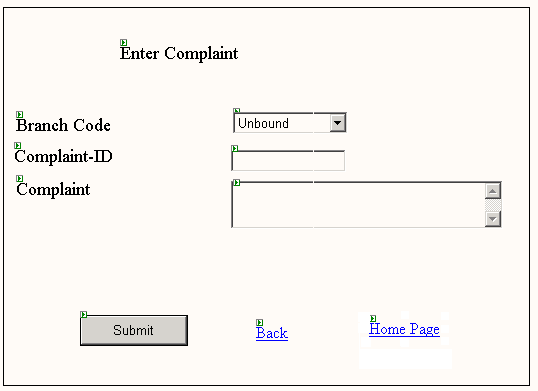 Enter Complaint
Branch Code
Unbound
Complaint-ID
Complaint
Submit
Back
Home Page